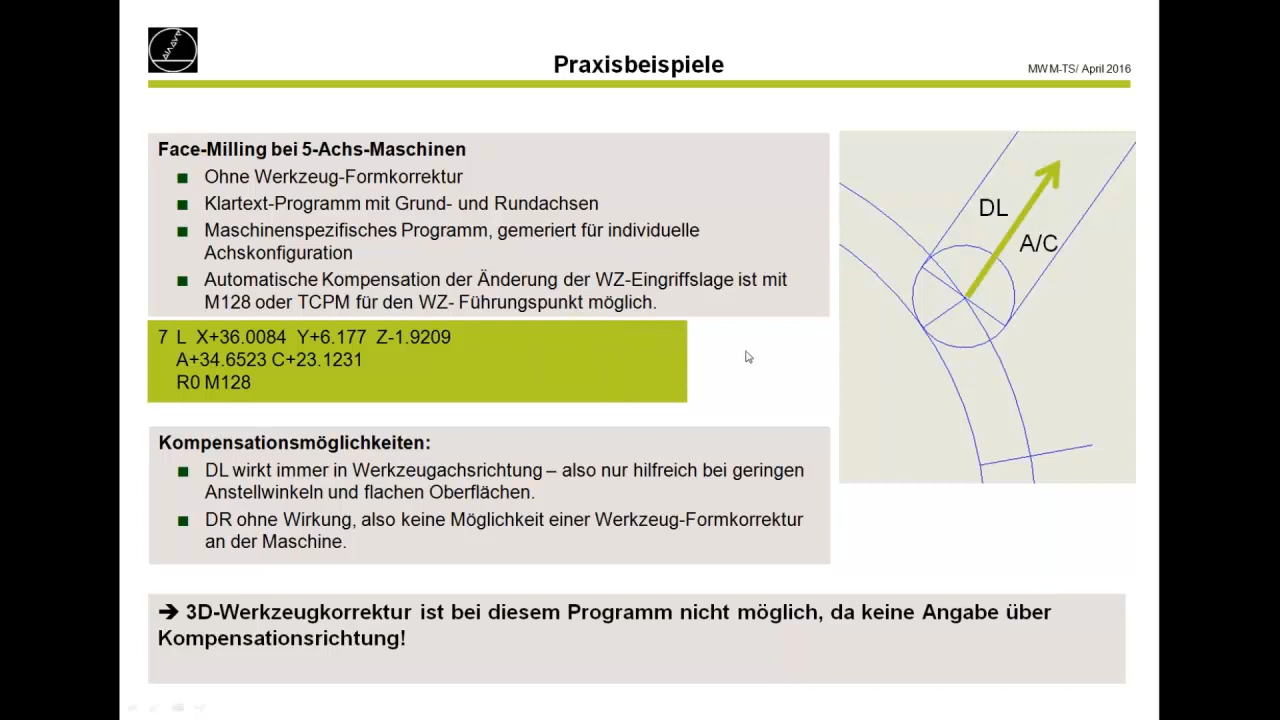 Praxisbeispiele
MWM-TS/ April 2016
Face-Milling bei 5-Achs-Maschinen
Ohne Werkzeug-Formkorrektur
Klartext-Programm mit Grund- und Rundachsen
Maschinenspezifisches Programm, gemeriert für individuelle
Achskonfiguration
Automatische Kompensation der Änderung der WZ-Eingriffslage ist mit
M128 oder TCPM für den WZ- Führungspunkt möglich.
7 L X+36.0084 Y+6.177 Z-1.9209
A+34.6523 C+23.1231
R0 M128
DL
A/C
Kompensationsmöglichkeiten:
DL wirkt immer in Werkzeugachsrichtung – also nur hilfreich bei geringen
Anstellwinkeln und flachen Oberflächen.
DR ohne Wirkung, also keine Möglichkeit einer Werkzeug-Formkorrektur
an der Maschine.
➔ 3D-Werkzeugkorrektur ist bei diesem Programm nicht möglich, da keine Angabe über
Kompensationsrichtung!